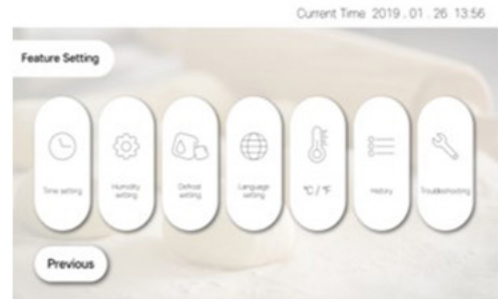 Current Time 2019 . 01 . 26 13:56
Feature Setting
Time setting
Humidity setting
Defrost setting
Language setting
°C / °F
History
Troubleshooting
Previous